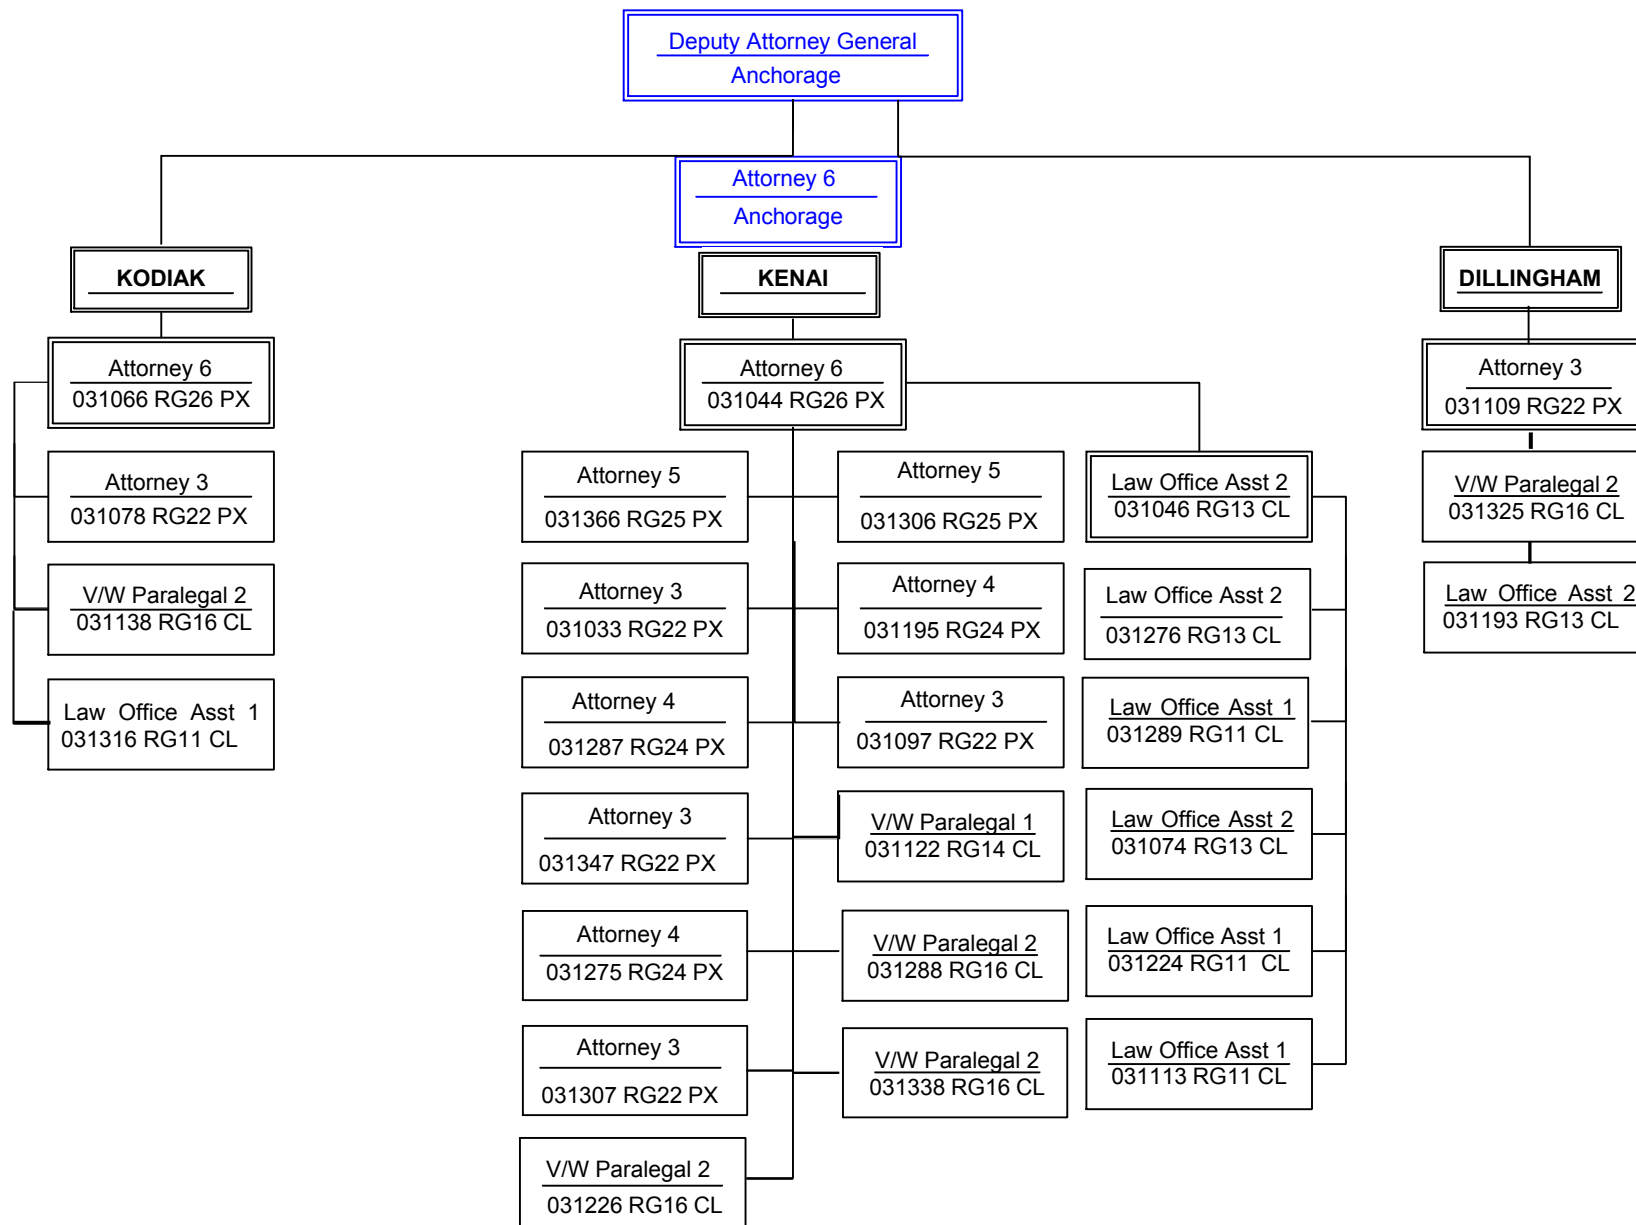 Deputy Attorney General
Anchorage
Attorney 6
Anchorage
KODIAK
KENAI
DILLINGHAM
Attorney 6
031066 RG26 PX
Attorney 3
031078 RG22 PX
V/W Paralegal 2
031138 RG16 CL
Law Office Asst 1
031316 RG11 CL
Attorney 6
031044 RG26 PX
Attorney 5
031366 RG25 PX
Attorney 3
031033 RG22 PX
Attorney 4
031287 RG24 PX
Attorney 3
031347 RG22 PX
Attorney 4
031275 RG24 PX
Attorney 3
031307 RG22 PX
V/W Paralegal 2
031226 RG16 CL
Attorney 5
031306 RG25 PX
Attorney 4
031195 RG24 PX
Attorney 3
031097 RG22 PX
V/W Paralegal 1
031122 RG14 CL
V/W Paralegal 2
031288 RG16 CL
V/W Paralegal 2
031338 RG16 CL
Law Office Asst 2
031046 RG13 CL
Law Office Asst 2
031276 RG13 CL
Law Office Asst 1
031289 RG11 CL
Law Office Asst 2
031074 RG13 CL
Law Office Asst 1
031224 RG11 CL
Law Office Asst 1
031113 RG11 CL
Attorney 3
031109 RG22 PX
V/W Paralegal 2
031325 RG16 CL
Law Office Asst 2
031193 RG13 CL